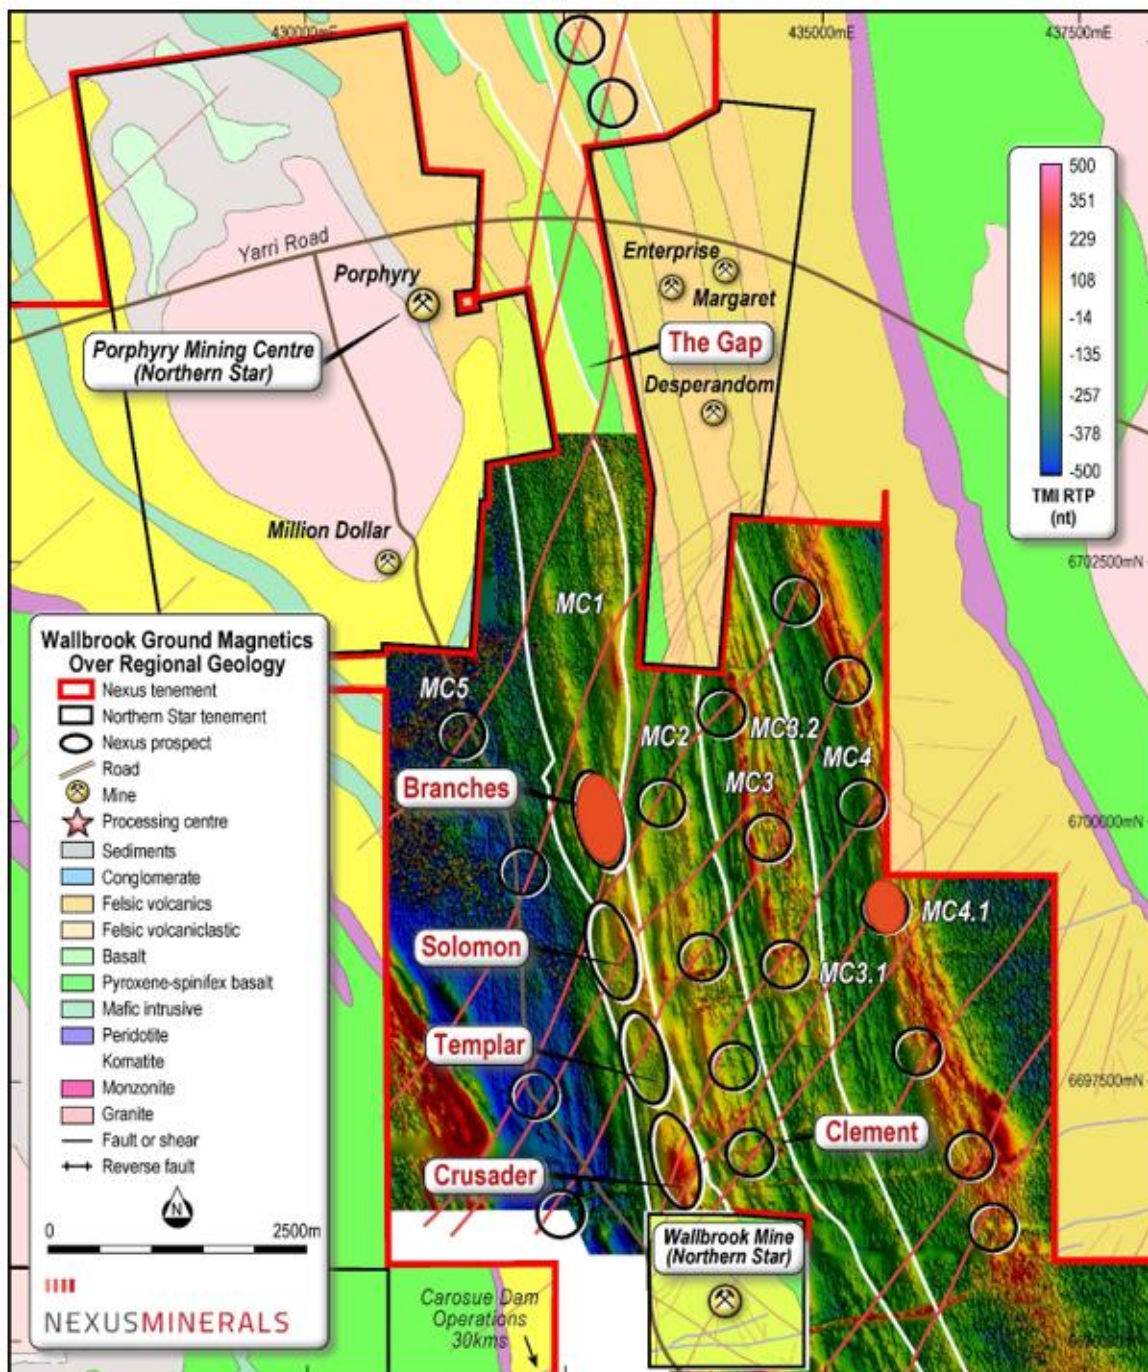 430000mE
435000mE
437500mE
500
351
229
108
-14
-135
-257
-378
-500
TMI RTP
(nt)
Yarri Road
Porphyry
Enterprise
Margaret
Porphyry Mining Centre
(Northern Star)
The Gap
Desperandom
Million Dollar
6702500mN
MC1
MC5
MC2
MC3.2
MC4
MC3
Branches
6700000mN
MC4.1
Solomon
MC3.1
Templar
6697500mN
Clement
Crusader
Wallbrook Mine
(Northern Star)
Carosue Dam
Operations
30kms
Wallbrook Ground Magnetics
Over Regional Geology
Nexus tenement
Northern Star tenement
Nexus prospect
Road
Mine
Processing centre
Sediments
Conglomerate
Felsic volcanics
Felsic volcaniclastic
Basalt
Pyroxene-spinifex basalt
Mafic intrusive
Peridotite
Komatite
Monzonite
Granite
Fault or shear
Reverse fault
N
0 2500m
NEXUSMINERALS